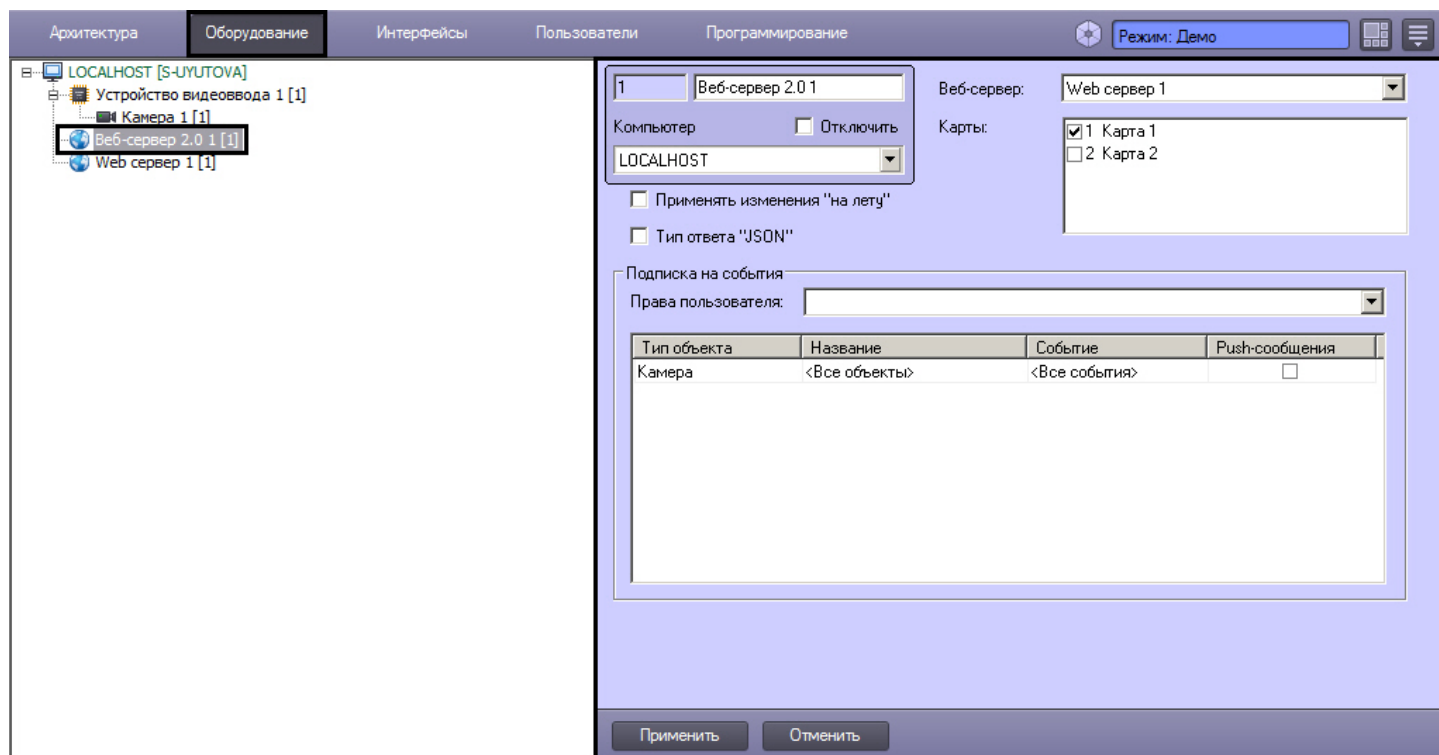 Архитектура Оборудование Интерфейсы Пользователи Программирование Режим: Демо
LOCALHOST [S-UYUTOVA]
Устройство видеоввода 1 [1]
Камера 1 [1]
Веб-сервер 2.0 1 [1]
Web сервер 1 [1]
1 Веб-сервер 2.0 1
Компьютер Отключить
LOCALHOST
Применять изменения "на лету"
Тип ответа "JSON"
Веб-сервер: Web сервер 1
Карты: 1 Карта 1
2 Карта 2
Подписка на события
Права пользователя:
Тип объекта Название Событие Push-сообщения
Камера <Все объекты> <Все события>
Применить Отменить